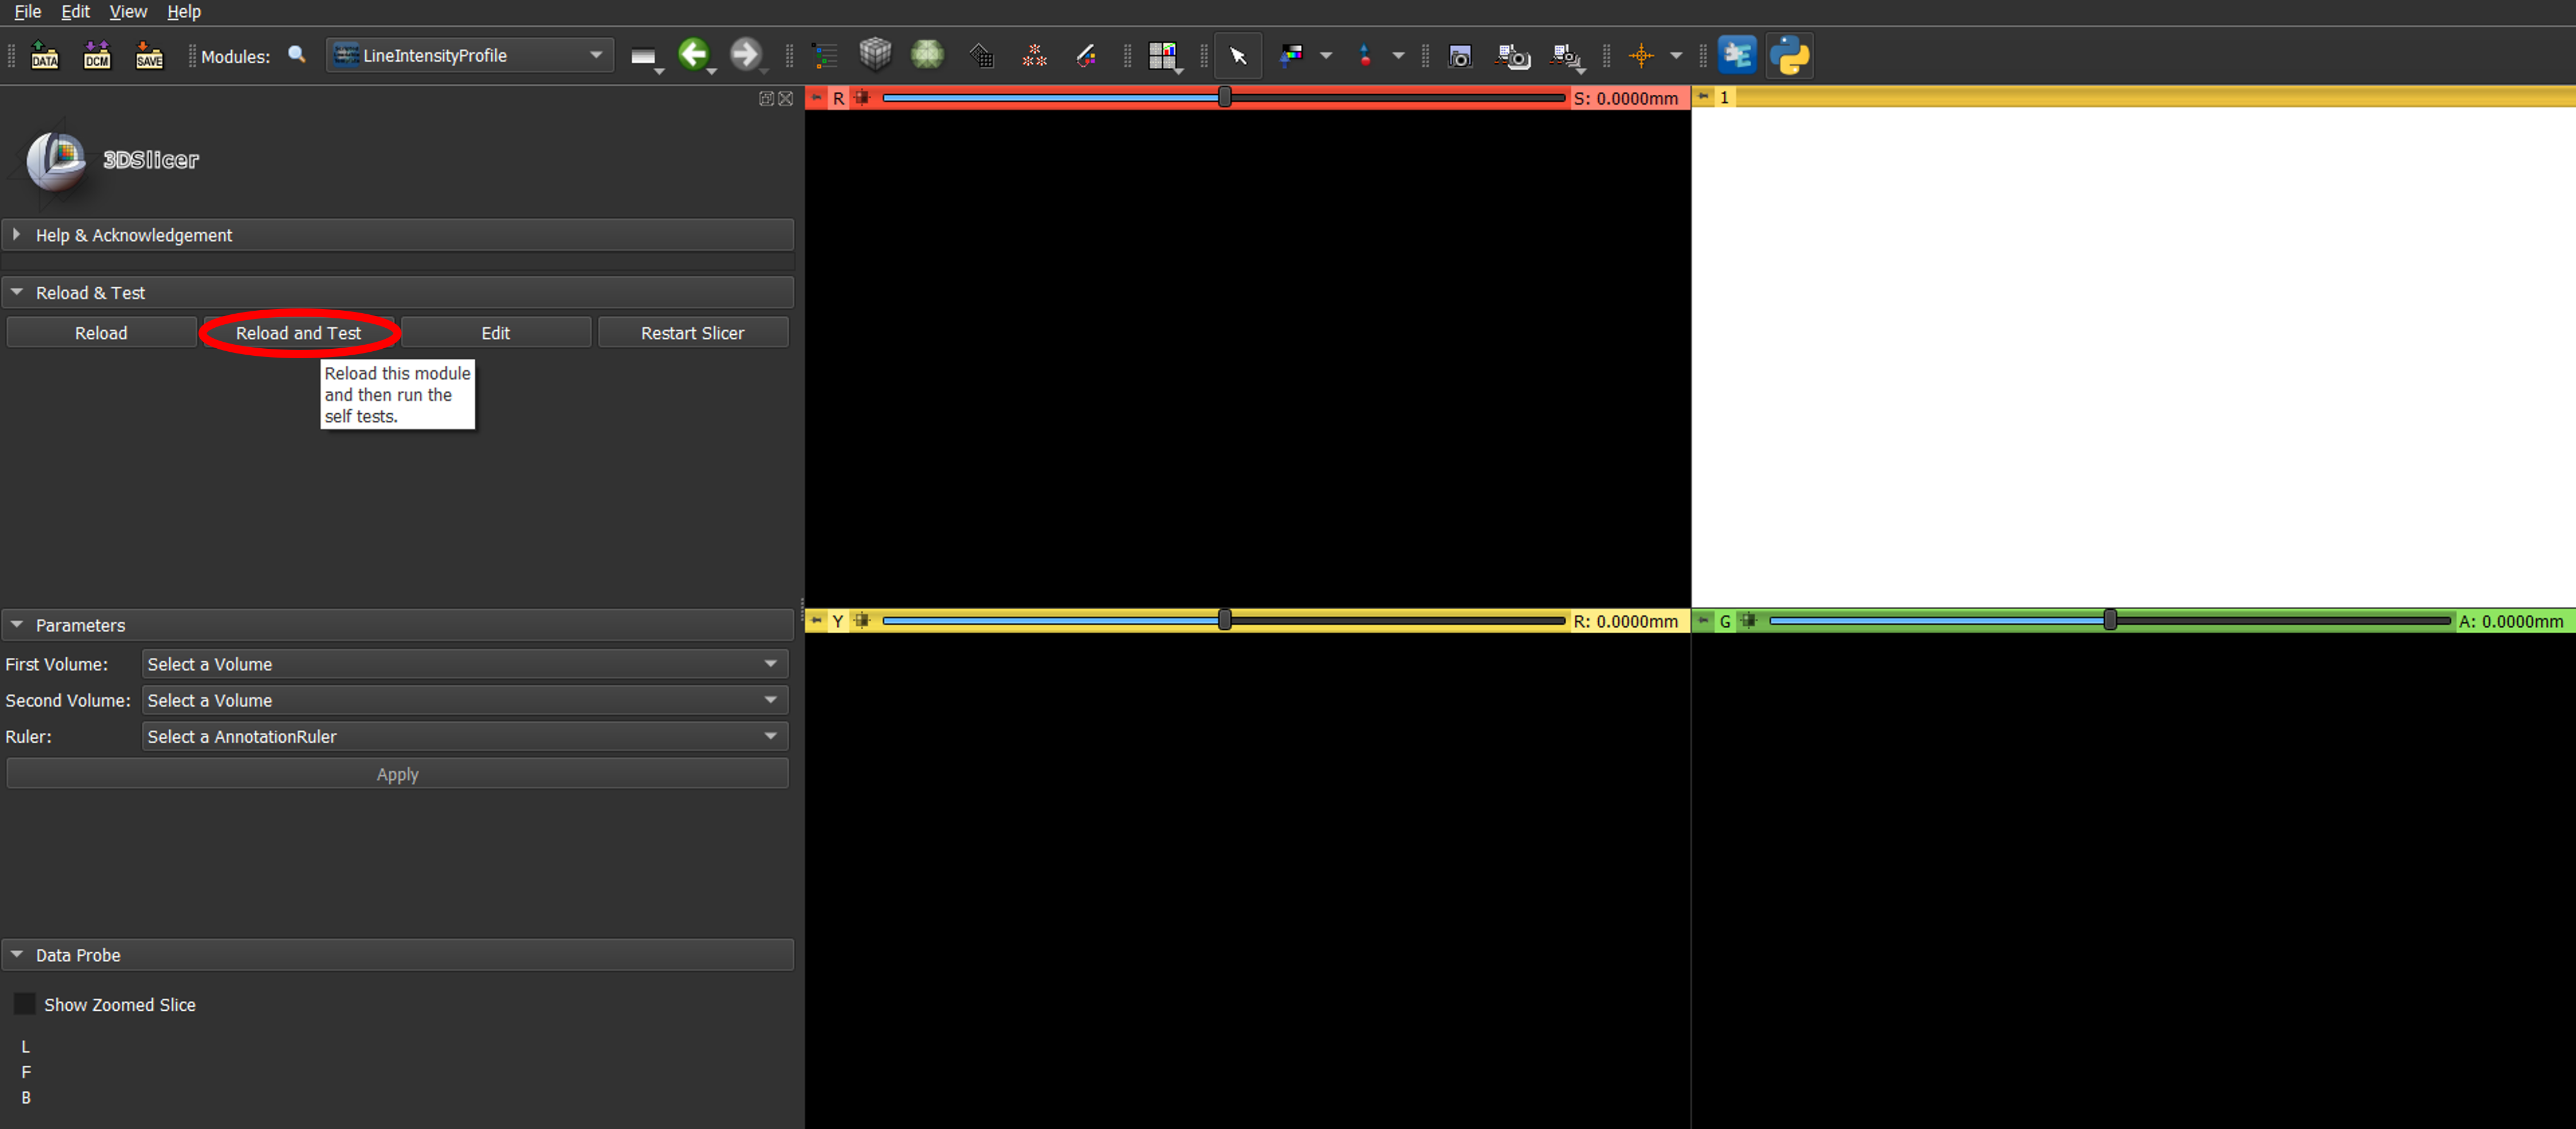 File Edit View Help
DATA DCM SAVE Modules: LineIntensityProfile
R S: 0.0000mm 1
3DSlicer
Help & Acknowledgement
Reload & Test
Reload Reload and Test Edit Restart Slicer
Reload this module
and then run the
self tests.
Parameters
Y R: 0.0000mm G A: 0.0000mm
First Volume: Select a Volume
Second Volume: Select a Volume
Ruler: Select a AnnotationRuler
Apply
Data Probe
Show Zoomed Slice
L
F
B